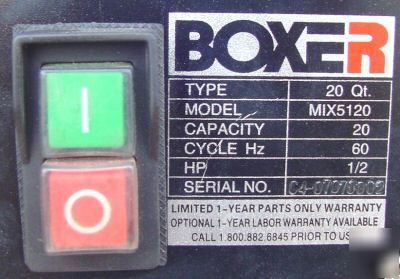 BOXER
TYPE 20 Qt.
MODEL MIX5120
CAPACITY 20
CYCLE Hz 60
HP 1/2
SERIAL NO.
LIMITED 1-YEAR PARTS ONLY WARRANTY
OPTIONAL 1-YEAR LABOR WARRANTY AVAILABLE
CALL 1.800.882.6845 PRIOR TO
I
O